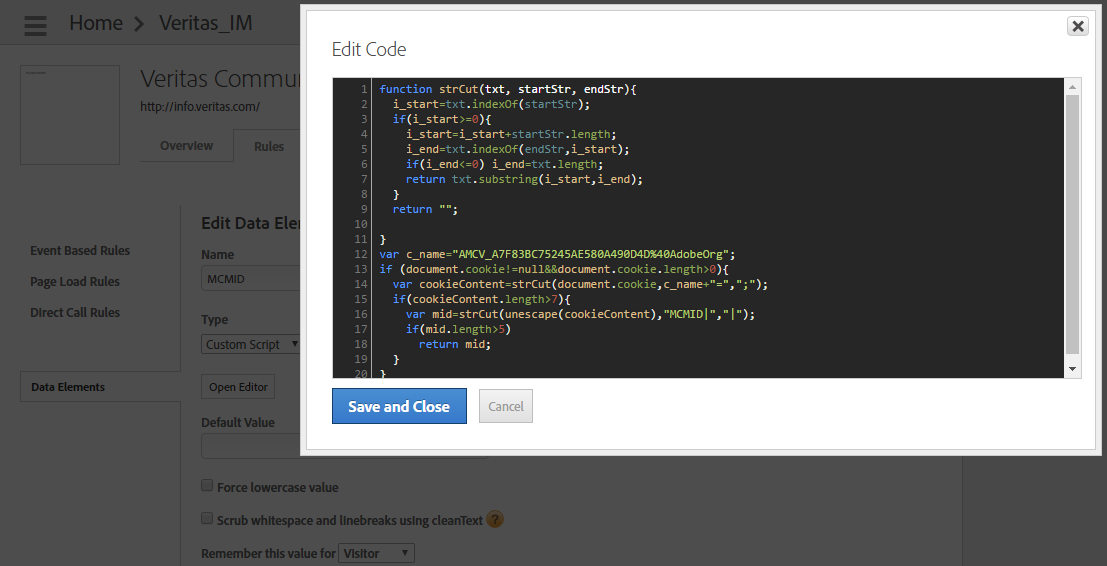 Home > Veritas_IM
Veritas Commu
http://info.veritas.com/
Overview
Rules
Event Based Rules
Page Load Rules
Direct Call Rules
Data Elements
Edit Data Ele
Name
MCMID
Type
Custom Script
Open Editor
Default Value
Force lowercase value
Scrub whitespace and linebreaks using cleanText ?
Remember this value for Visitor
Edit Code
1 function strCut(txt, startStr, endStr){
2 i_start=txt.indexOf(startStr);
3 if(i_start>=0){
4 i_start=i_start+startStr.length;
5 i_end=txt.indexOf(endStr,i_start);
6 if(i_end<=0) i_end=txt.length;
7 return txt.substring(i_start,i_end);
8 }
9 return "";
10
11 }
12 var c_name="AMCV_A7F83BC75245AE580A490D4D%40AdobeOrg";
13 if (document.cookie!=null&&document.cookie.length>0){
14 var cookieContent=strCut(document.cookie,c_name+"=",";");
15 if(cookieContent.length>7){
16 var mid=strCut(unescape(cookieContent),"MCMID|","|");
17 if(mid.length>5)
18 return mid;
19 }
20 }
Save and Close
Cancel